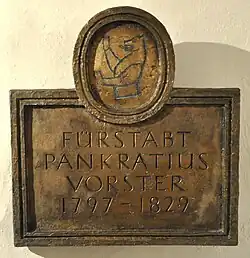 FÜRSTABT
PANKRATIUS
VORSTER
1797-1829